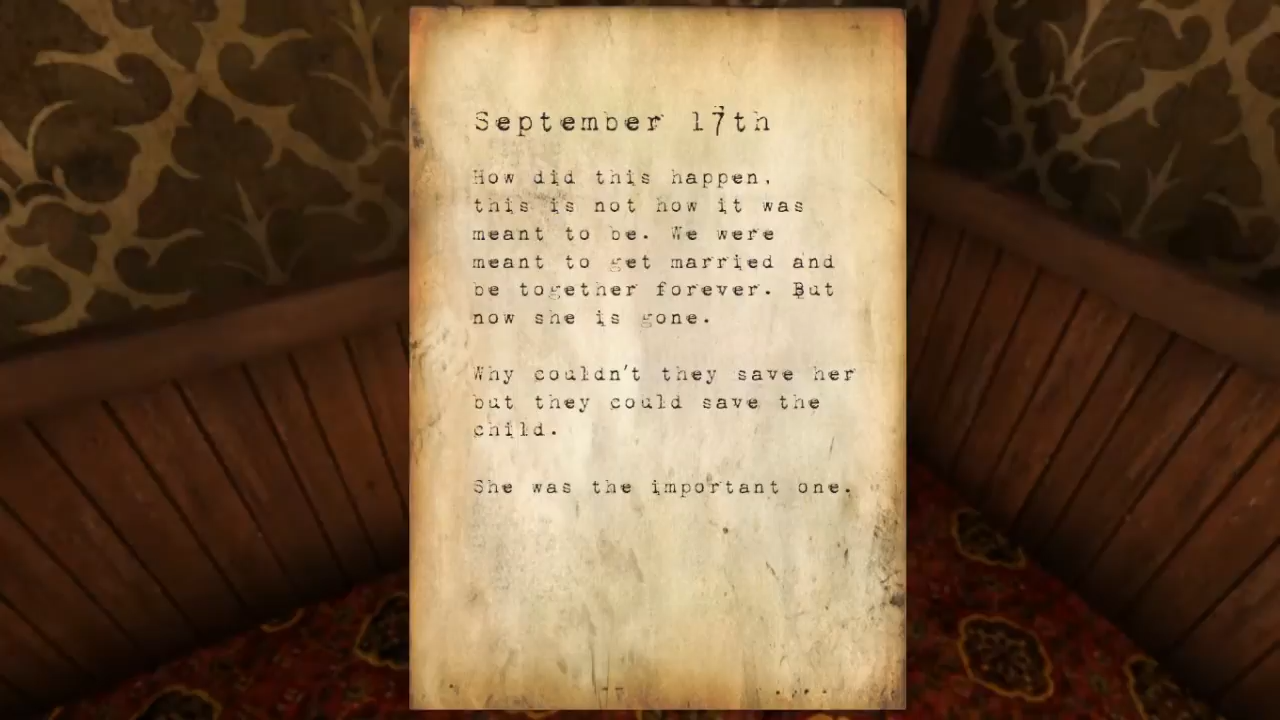 September 17th
How did this happen,
this is not how it was
meant to be. We were
meant to get married and
be together forever. But
now she is gone.
Why couldn't they save her
but they could save the
child.
She was the important one.